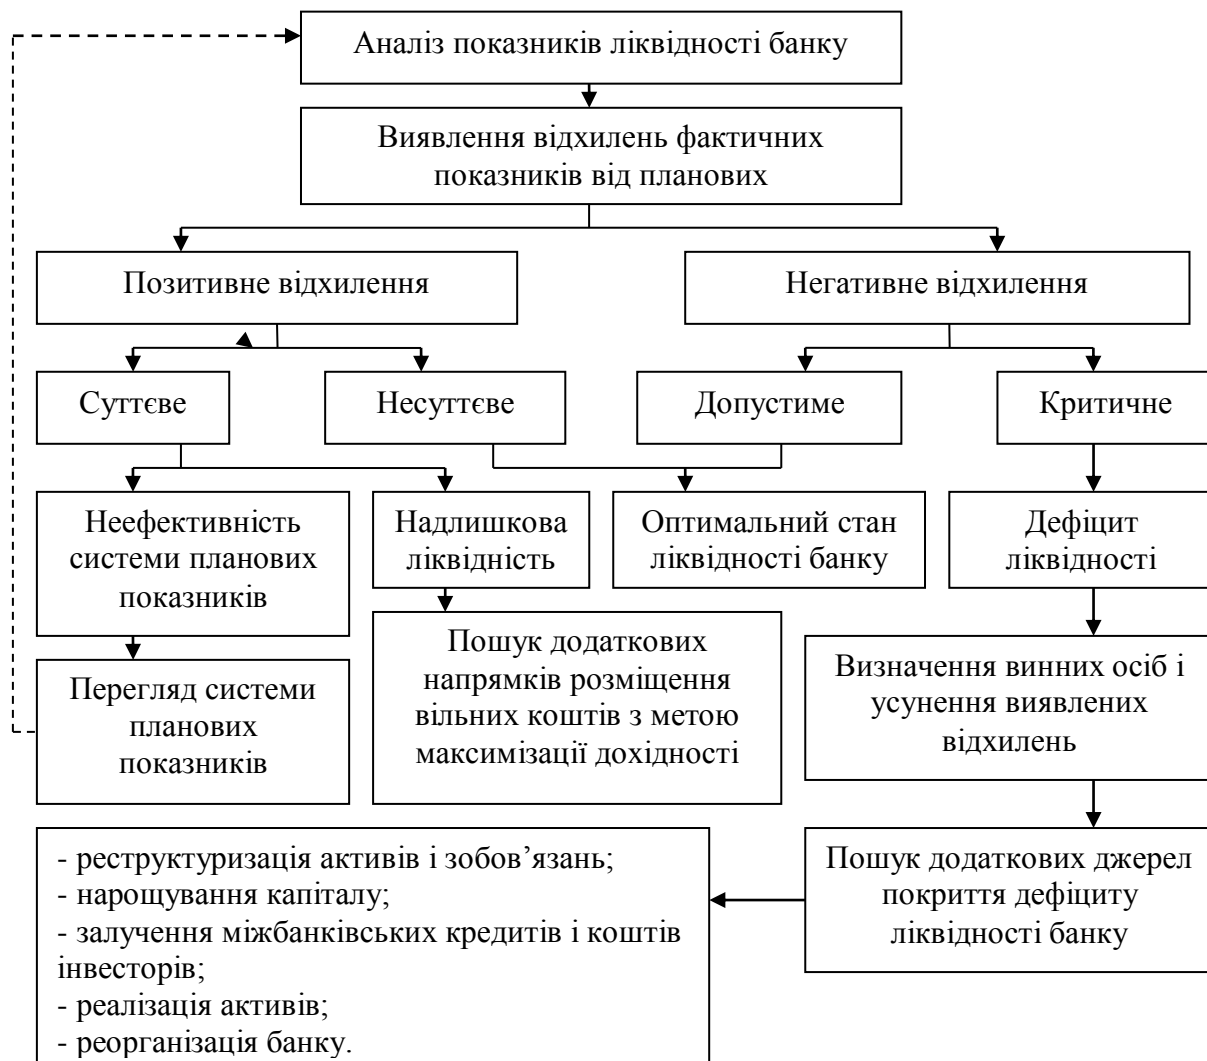 Аналіз показників ліквідності банку
Виявлення відхилень фактичних
показників від планових
Позитивне відхилення
Негативне відхилення
Суттєве
Несуттєве
Допустиме
Критичне
Неефективність
системи планових
показників
Надлишкова
ліквідність
Оптимальний стан
ліквідності банку
Дефіцит
ліквідності
Перегляд системи
планових
показників
Пошук додаткових
напрямків розміщення
вільних коштів з метою
максимізації дохідності
Визначення винних осіб і
усунення виявлених
відхилень
- реструктуризація активів і зобов’язань;
- нарощування капіталу;
- залучення міжбанківських кредитів і коштів
інвесторів;
- реалізація активів;
- реорганізація банку.
Пошук додаткових джерел
покриття дефіциту
ліквідності банку